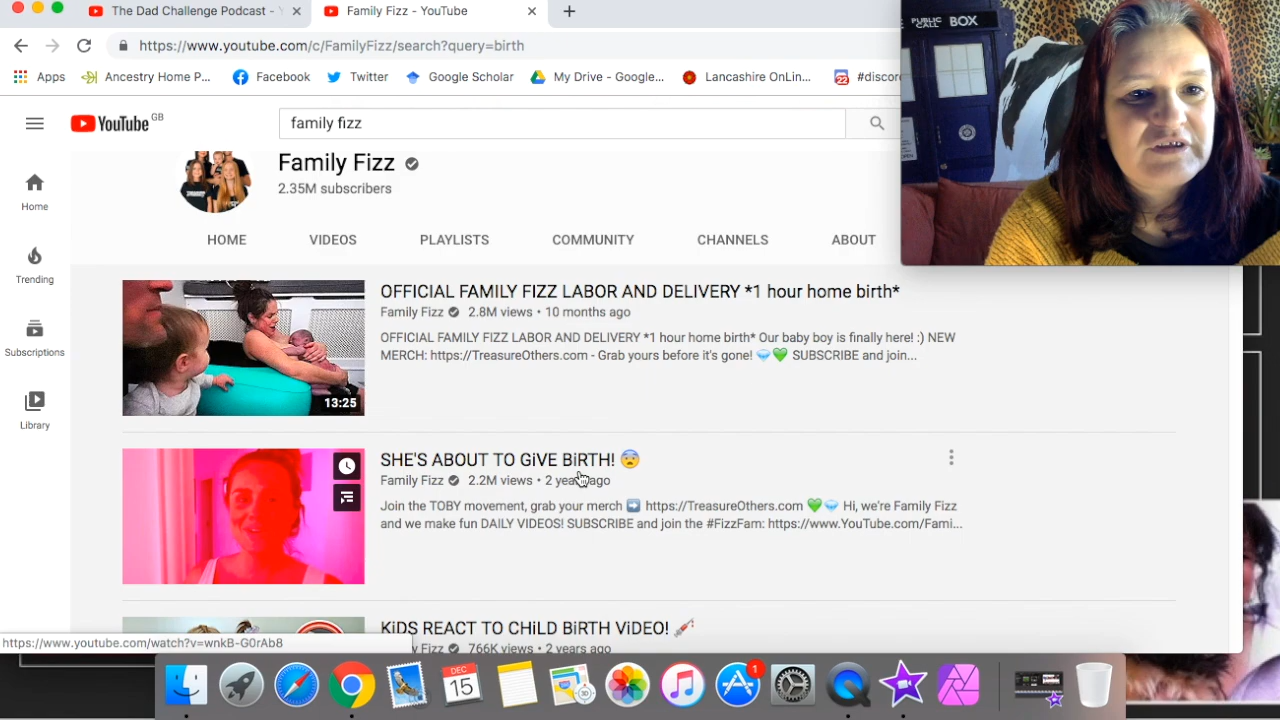 The Dad Challenge Podcast -
Family Fizz - YouTube
https://www.youtube.com/c/FamilyFizz/search?query=birth
Apps
Ancestry Home P...
Facebook
Twitter
Google Scholar
My Drive - Google...
Lancashire OnLin...
#discor
PUBLIC CALL BOX
YouTube GB
family fizz
Family Fizz
2.35M subscribers
Home
Trending
Subscriptions
Library
HOME VIDEOS PLAYLISTS COMMUNITY CHANNELS ABOUT
13:25
OFFICIAL FAMILY FIZZ LABOR AND DELIVERY *1 hour home birth*
Family Fizz 2.8M views • 10 months ago
OFFICIAL FAMILY FIZZ LABOR AND DELIVERY *1 hour home birth* Our baby boy is finally here! :) NEW
MERCH: https://TreasureOthers.com - Grab yours before it's gone! 🌧️💚 SUBSCRIBE and join...
SHE'S ABOUT TO GiVE BiRTH! 😨
Family Fizz 2.2M views • 2 years ago
Join the TOBY movement, grab your merch ➡️ https://TreasureOthers.com 💚🌧️ Hi, we're Family Fizz
and we make fun DAILY VIDEOS! SUBSCRIBE and join the #FizzFam: https://www.YouTube.com/Fami...
KiDS REACT TO CHiLD BiRTH ViDEO! 💉
y Fizz 766K views • 2 years ago
https://www.youtube.com/watch?v=wnkB-G0rAb8
DEC
15
1